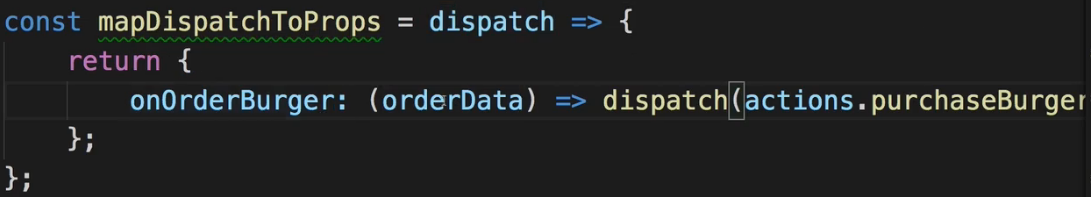 const mapDispatchToProps = dispatch => {
return {
onOrderBurger: (orderData) => dispatch(actions.purchaseBurger
};
};